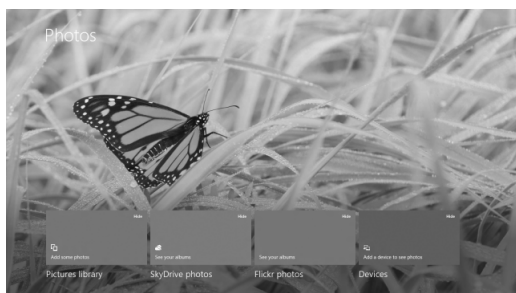 Photos
Hide
Add some photos
Pictures library
Hide
See your albums
SkyDrive photos
Hide
See your albums
Flickr photos
Hide
Add a device to see photos
Devices